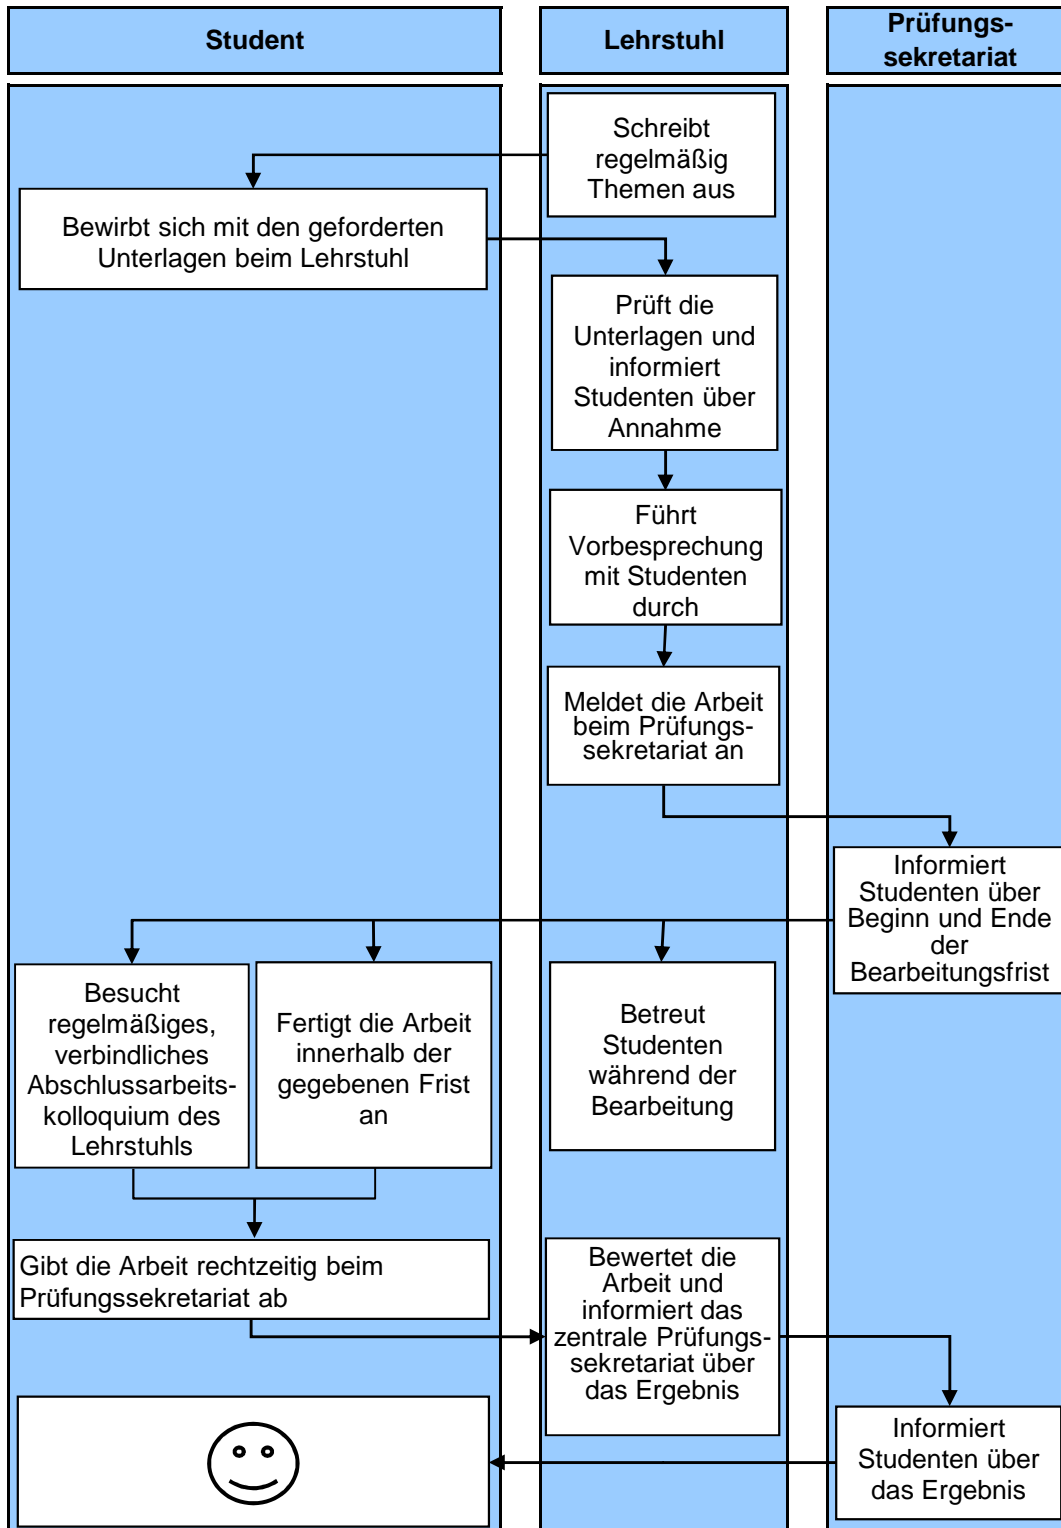 Student
Lehrstuhl
Prüfungs-
sekretariat
Schreibt
regelmäßig
Themen aus
Bewirbt sich mit den geforderten
Unterlagen beim Lehrstuhl
Prüft die
Unterlagen und
informiert
Studenten über
Annahme
Führt
Vorbesprechung
mit Studenten
durch
Meldet die Arbeit
beim Prüfungs-
sekretariat an
Informiert
Studenten über
Beginn und Ende
der
Bearbeitungsfrist
Besucht
regelmäßiges,
verbindliches
Abschlussarbeits-
kolloquium des
Lehrstuhls
Fertigt die Arbeit
innerhalb der
gegebenen Frist
an
Betreut
Studenten
während der
Bearbeitung
Gibt die Arbeit rechtzeitig beim
Prüfungssekretariat ab
Bewertet die
Arbeit und
informiert das
zentrale Prüfungs-
sekretariat über
das Ergebnis
Informiert
Studenten über
das Ergebnis